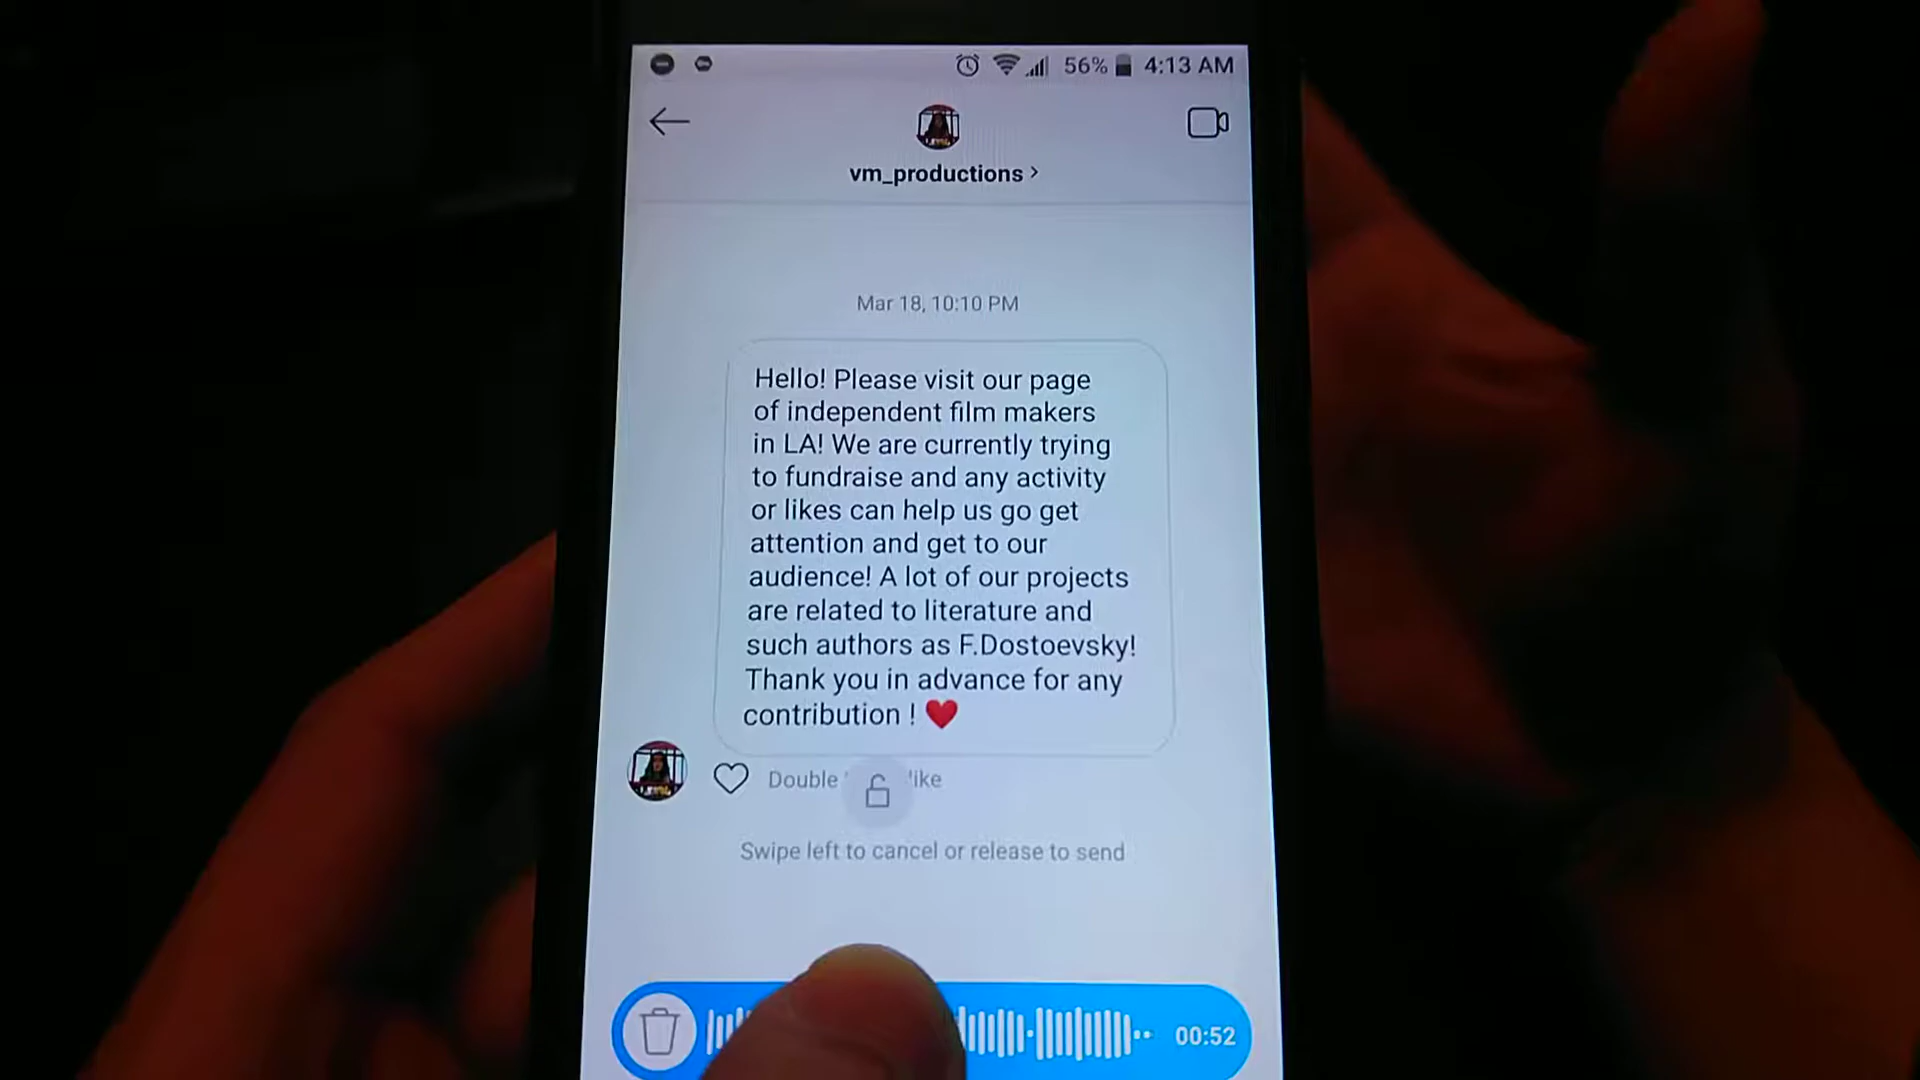 56% 4:13 AM
vm_productions >
Mar 18, 10:10 PM
Hello! Please visit our page
of independent film makers
in LA! We are currently trying
to fundraise and any activity
or likes can help us go get
attention and get to our
audience! A lot of our projects
are related to literature and
such authors as F.Dostoevsky!
Thank you in advance for any
contribution ! ❤️
Double like
Swipe left to cancel or release to send
00:52